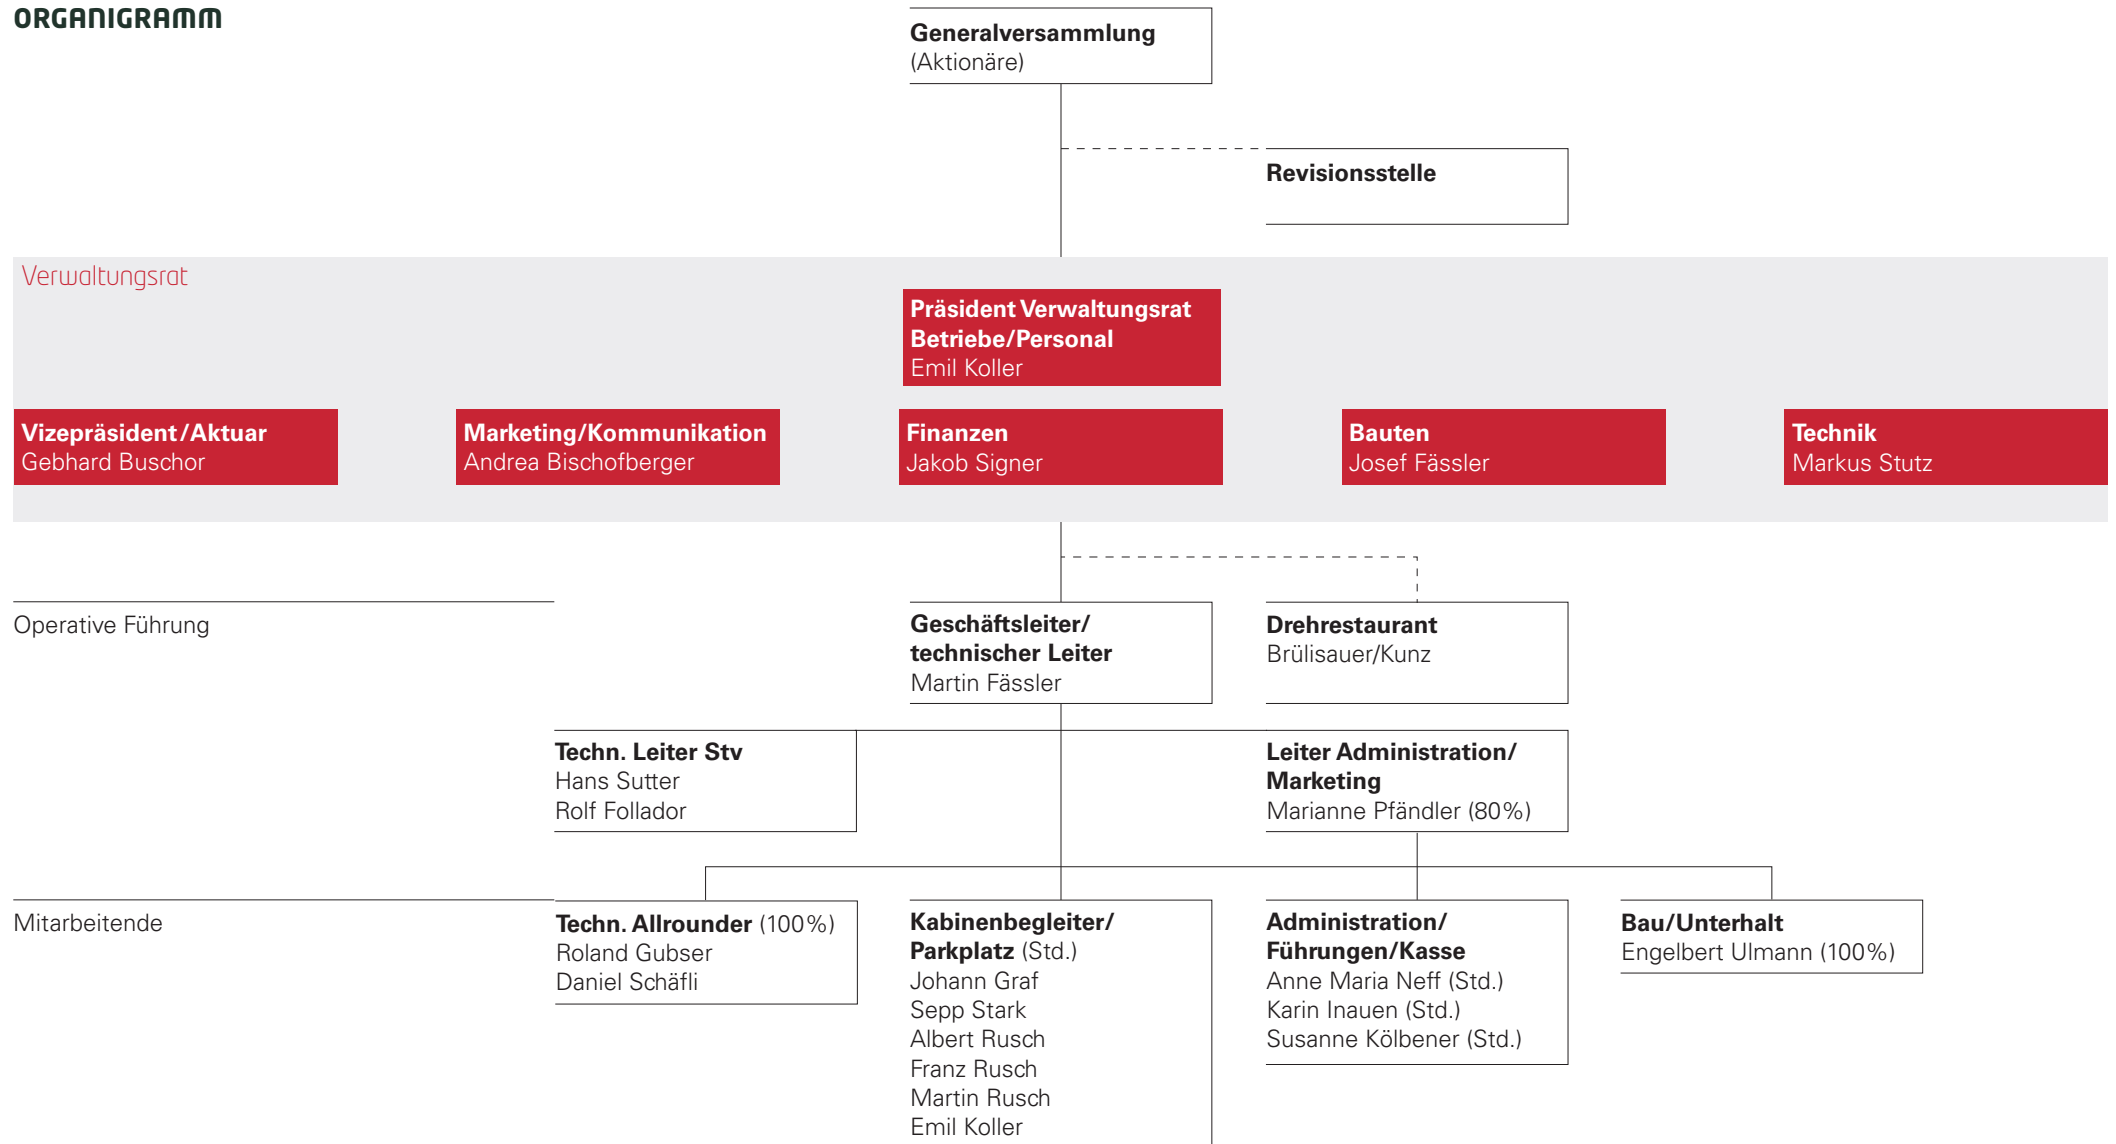 ORGANIGRAMM
Generalversammlung
(Aktionäre)
Revisionsstelle
Verwaltungsrat
Präsident Verwaltungsrat
Betriebe/Personal
Emil Koller
Vizepräsident/Aktuar
Gebhard Buschor
Marketing/Kommunikation
Andrea Bischofberger
Finanzen
Jakob Signer
Bauten
Josef Fässler
Technik
Markus Stutz
Operative Führung
Geschäftsleiter/
technischer Leiter
Martin Fässler
Drehrestaurant
Brülisauer/Kunz
Techn. Leiter Stv
Hans Sutter
Rolf Follador
Leiter Administration/
Marketing
Marianne Pfändler (80%)
Mitarbeitende
Techn. Allrounder (100%)
Roland Gubser
Daniel Schäfli
Kabinenbegleiter/
Parkplatz (Std.)
Johann Graf
Sepp Stark
Albert Rusch
Franz Rusch
Martin Rusch
Emil Koller
Administration/
Führungen/Kasse
Anne Maria Neff (Std.)
Karin Inauen (Std.)
Susanne Kölbener (Std.)
Bau/Unterhalt
Engelbert Ulmann (100%)